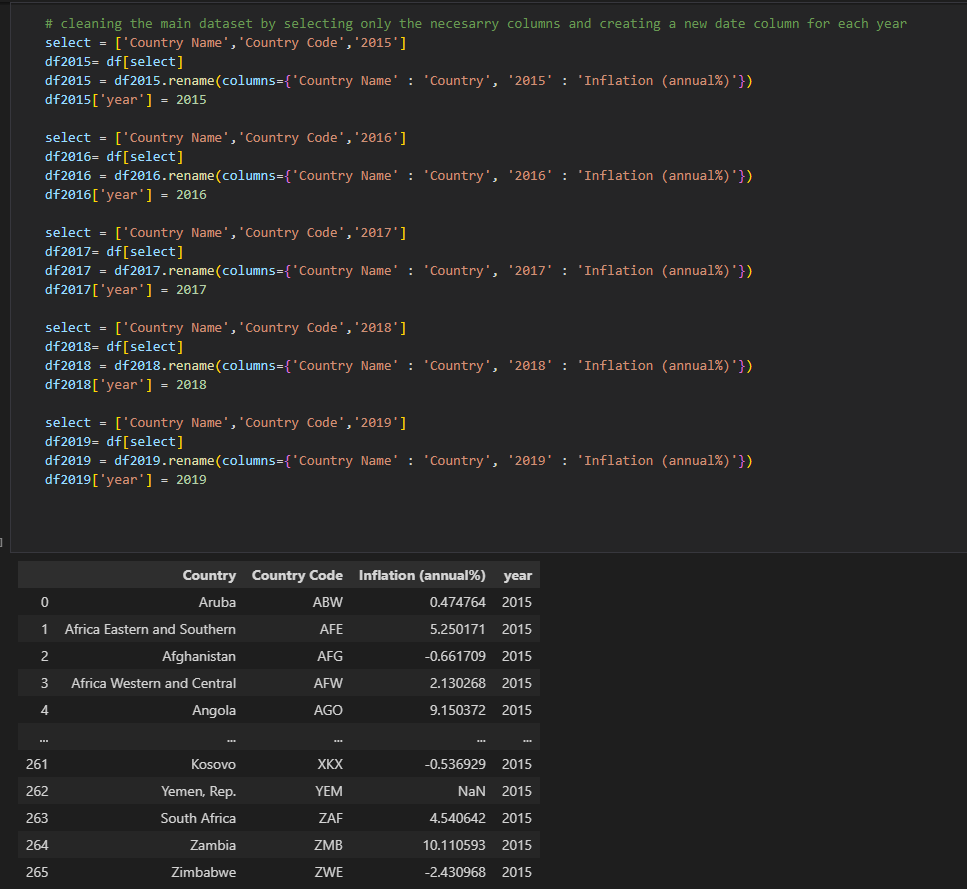 # cleaning the main dataset by selecting only the necesarry columns and creating a new date column for each year
select = ['Country Name','Country Code','2015']
df2015= df[select]
df2015 = df2015.rename(columns={'Country Name' : 'Country', '2015' : 'Inflation (annual%)'})
df2015['year'] = 2015
select = ['Country Name','Country Code','2016']
df2016= df[select]
df2016 = df2016.rename(columns={'Country Name' : 'Country', '2016' : 'Inflation (annual%)'})
df2016['year'] = 2016
select = ['Country Name','Country Code','2017']
df2017= df[select]
df2017 = df2017.rename(columns={'Country Name' : 'Country', '2017' : 'Inflation (annual%)'})
df2017['year'] = 2017
select = ['Country Name','Country Code','2018']
df2018= df[select]
df2018 = df2018.rename(columns={'Country Name' : 'Country', '2018' : 'Inflation (annual%)'})
df2018['year'] = 2018
select = ['Country Name','Country Code','2019']
df2019= df[select]
df2019 = df2019.rename(columns={'Country Name' : 'Country', '2019' : 'Inflation (annual%)'})
df2019['year'] = 2019
]
Country Country Code Inflation (annual%) year
0 Aruba ABW 0.474764 2015
1 Africa Eastern and Southern AFE 5.250171 2015
2 Afghanistan AFG -0.661709 2015
3 Africa Western and Central AFW 2.130268 2015
4 Angola AGO 9.150372 2015
... ... ... ... ...
261 Kosovo XKX -0.536929 2015
262 Yemen, Rep. YEM NaN 2015
263 South Africa ZAF 4.540642 2015
264 Zambia ZMB 10.110593 2015
265 Zimbabwe ZWE -2.430968 2015